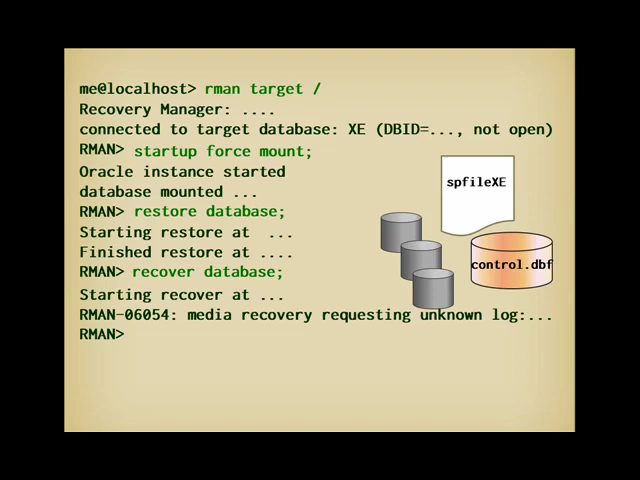 me@localhost> rman target /
Recovery Manager: ....
connected to target database: XE (DBID=..., not open)
RMAN> startup force mount;
Oracle instance started
database mounted ...
RMAN> restore database;
Starting restore at ...
Finished restore at ....
RMAN> recover database;
Starting recover at ...
RMAN-06054: media recovery requesting unknown log:...
RMAN>
spfileXE
control.dbf